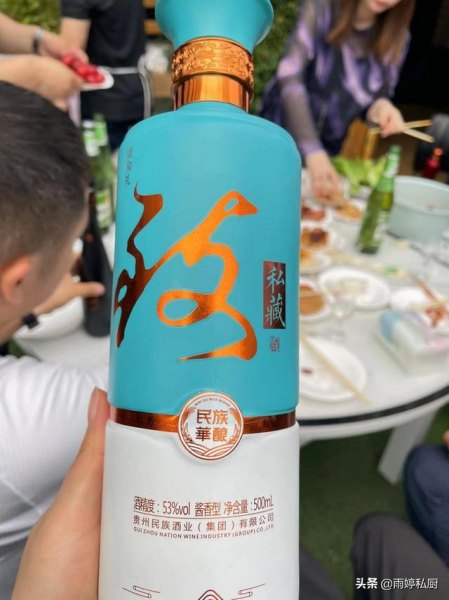 私藏
酒
民族
華酿
酒精度：53%vol 酱香型 净含量：500mL
贵州民族酒业（集团）有限公司
GUIZHOU NATION WINE INDUSTRY (GROUP) CO.,LTD
头条 @雨婷私厨